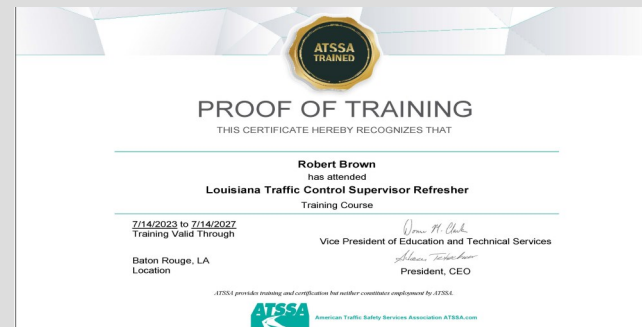 ATSSA
TRAINED
PROOF OF TRAINING
THIS CERTIFICATE HEREBY RECOGNIZES THAT
Robert Brown
has attended
Louisiana Traffic Control Supervisor Refresher
Training Course
7/14/2023 to 7/14/2027
Training Valid Through
Vice President of Education and Technical Services
Baton Rouge, LA
Location
President, CEO
ATSSA provides training and certification but neither constitutes employment by ATSSA.
ATSSA
American Traffic Safety Services Association ATSSA.com